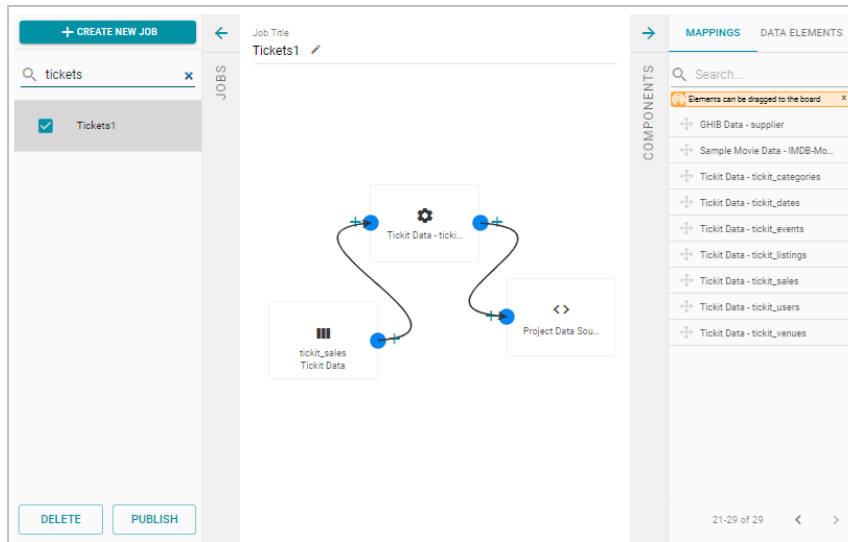 + CREATE NEW JOB
tickets
x
Tickets1
DELETE
PUBLISH
JOBS
Job Title
Tickets1
Tickit Data - ticki...
tickit_sales
Tickit Data
Project Data Sou...
COMPONENTS
MAPPINGS
DATA ELEMENTS
Search...
Elements can be dragged to the board
x
GHIB Data - supplier
Sample Movie Data - IMDB-Mo...
Tickit Data - tickit_categories
Tickit Data - tickit_dates
Tickit Data - tickit_events
Tickit Data - tickit_listings
Tickit Data - tickit_sales
Tickit Data - tickit_users
Tickit Data - tickit_venues
21-29 of 29